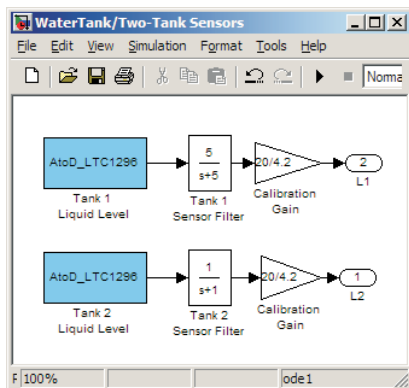 WaterTank/Two-Tank Sensors
File Edit View Simulation Format Tools Help
Norma
AtoD_LTC1296
5
s+5
20/4.2
2
Tank 1
Liquid Level
Tank 1
Sensor Filter
Calibration
Gain
L1
AtoD_LTC1296
1
s+1
20/4.2
1
Tank 2
Liquid Level
Tank 2
Sensor Filter
Calibration
Gain
L2
F 100% ode1